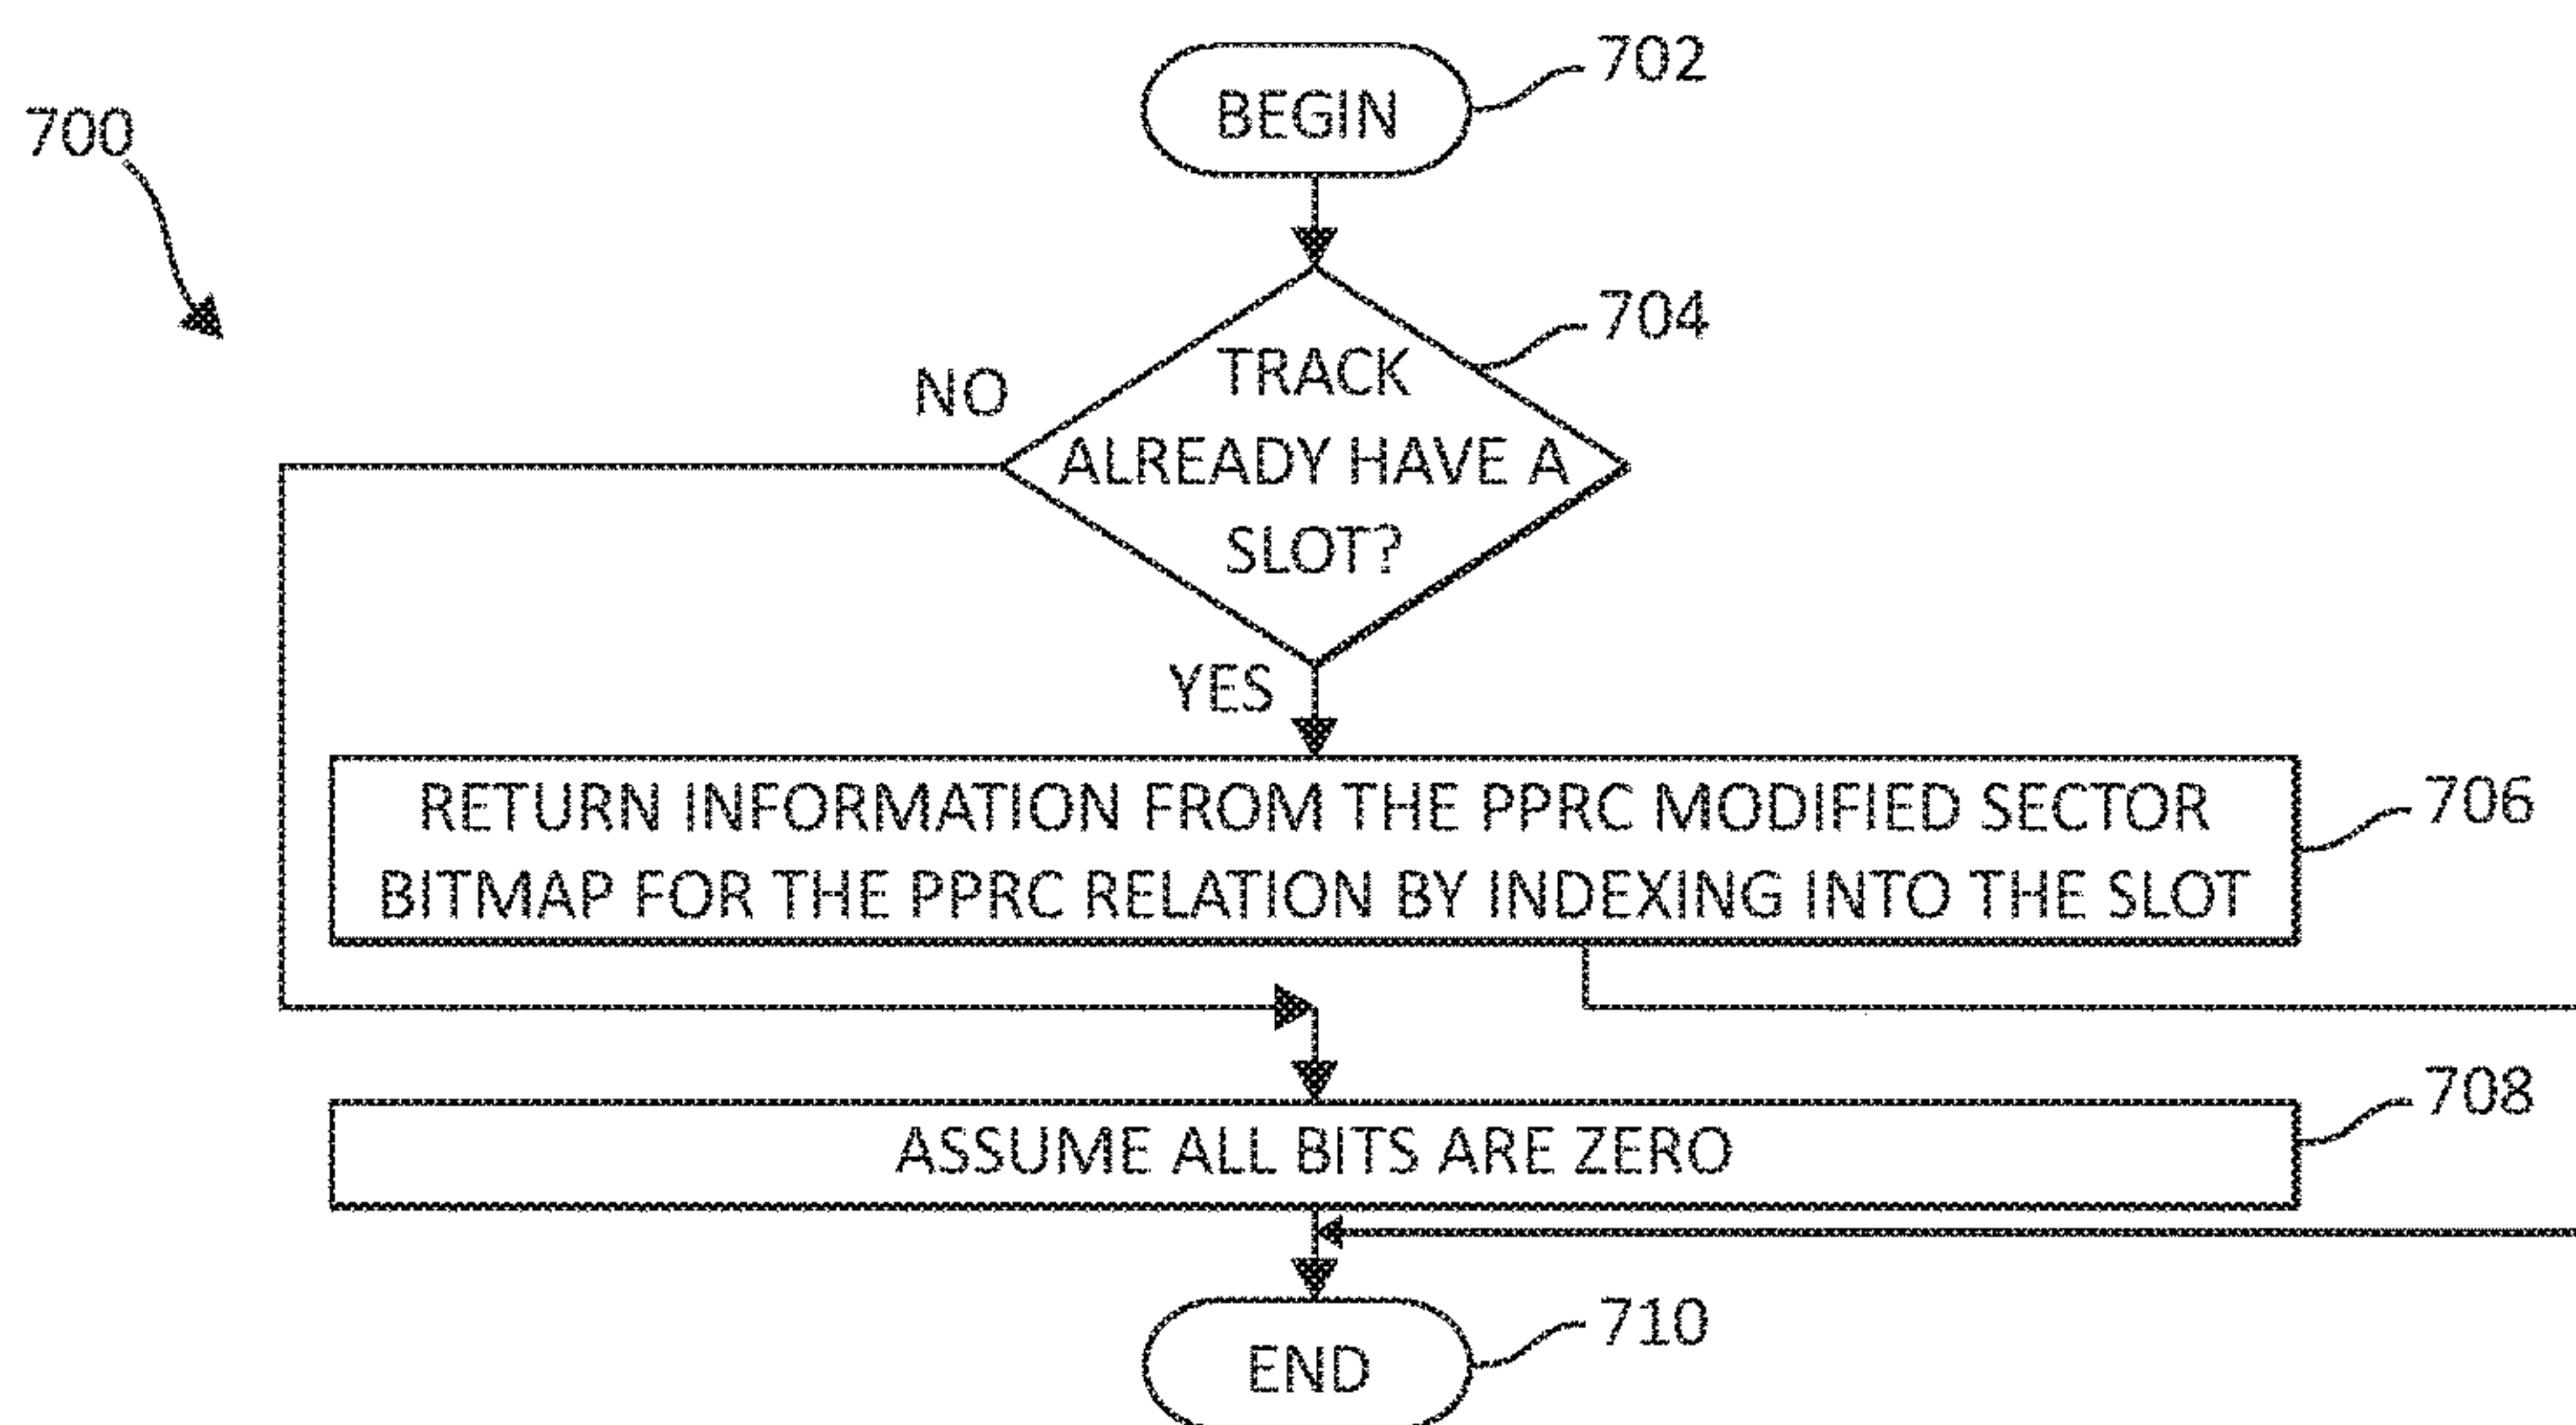 702
BEGIN
700
704
NO
TRACK
ALREADY HAVE A
SLOT?
YES
RETURN INFORMATION FROM THE PPRC MODIFIED SECTOR
BITMAP FOR THE PPRC RELATION BY INDEXING INTO THE SLOT
706
708
ASSUME ALL BITS ARE ZERO
710
END